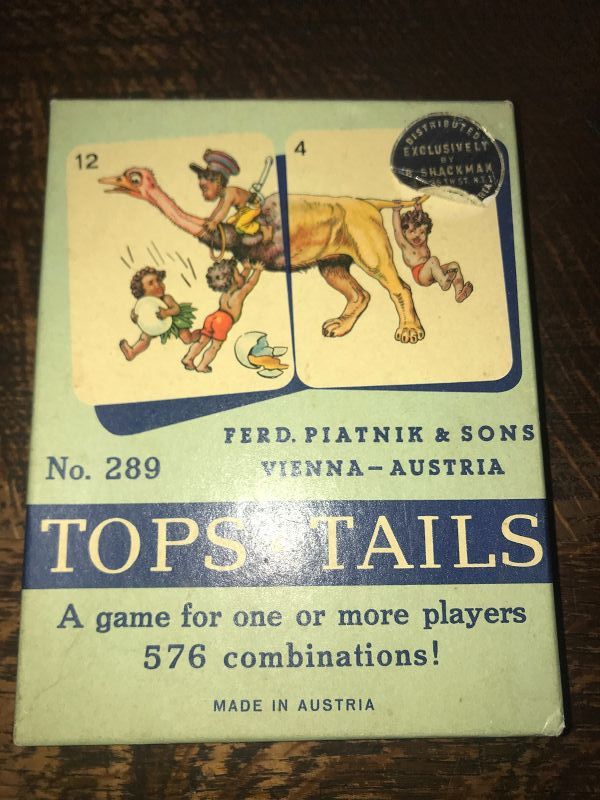 12
4
DISTRIBUTED
EXCLUSIVELY
BY
SHACKMAN
FERD. PIATNIK & SONS
No. 289
VIENNA – AUSTRIA
TOPS TAILS
A game for one or more players
576 combinations!
MADE IN AUSTRIA